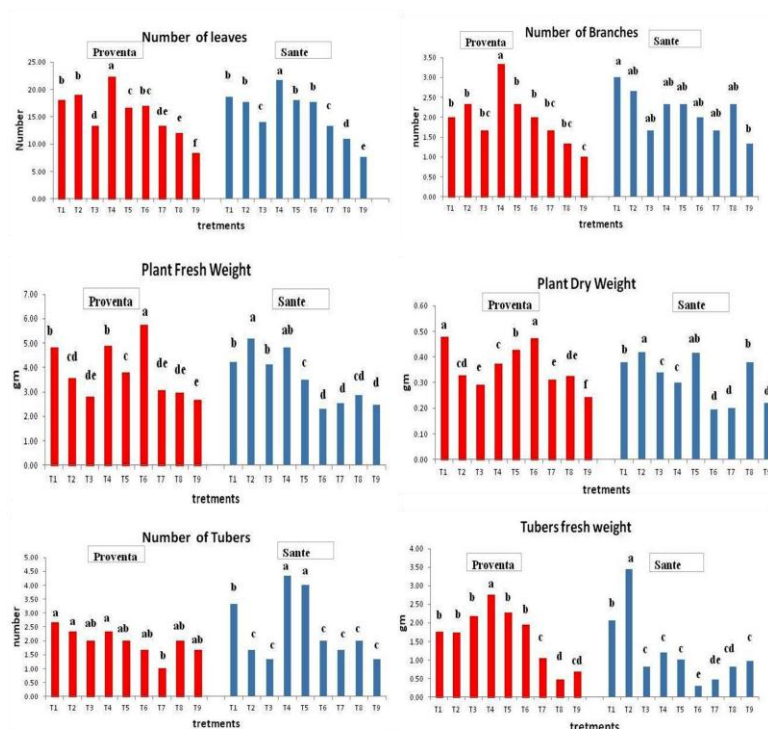 Number of leaves
Proventa
Sante
b b d a c bc de e f
b b c a b b c d e
25.00
20.00
15.00
10.00
5.00
0.00
Number
T1 T2 T3 T4 T5 T6 T7 T8 T9
T1 T2 T3 T4 T5 T6 T7 T8 T9
tretments
Number of Branches
Proventa
Sante
b b bc a b b bc bc c
a ab ab ab ab ab ab ab b
3.50
3.00
2.50
2.00
1.50
1.00
0.50
0.00
number
T1 T2 T3 T4 T5 T6 T7 T8 T9
T1 T2 T3 T4 T5 T6 T7 T8 T9
tretments
Plant Fresh Weight
Proventa
Sante
b cd de b c a de de e
b a b ab c d d cd d
7.00
6.00
5.00
4.00
3.00
2.00
1.00
0.00
gm
T1 T2 T3 T4 T5 T6 T7 T8 T9
T1 T2 T3 T4 T5 T6 T7 T8 T9
tretments
Plant Dry Weight
Proventa
Sante
a cd e c b a e de f
b a b c a d d b d
0.60
0.50
0.40
0.30
0.20
0.10
0.00
gm
T1 T2 T3 T4 T5 T6 T7 T8 T9
T1 T2 T3 T4 T5 T6 T7 T8 T9
tretments
Number of Tubers
Proventa
Sante
a a ab a ab ab b ab ab
b c c a a c c c c
5.00
4.50
4.00
3.50
3.00
2.50
2.00
1.50
1.00
0.50
0.00
number
T1 T2 T3 T4 T5 T6 T7 T8 T9
T1 T2 T3 T4 T5 T6 T7 T8 T9
tretments
Tubers fresh weight
Proventa
Sante
b b b a b b c d cd
b a c c c e de cd c
4.00
3.50
3.00
2.50
2.00
1.50
1.00
0.50
0.00
gm
T1 T2 T3 T4 T5 T6 T7 T8 T9
T1 T2 T3 T4 T5 T6 T7 T8 T9
tretments